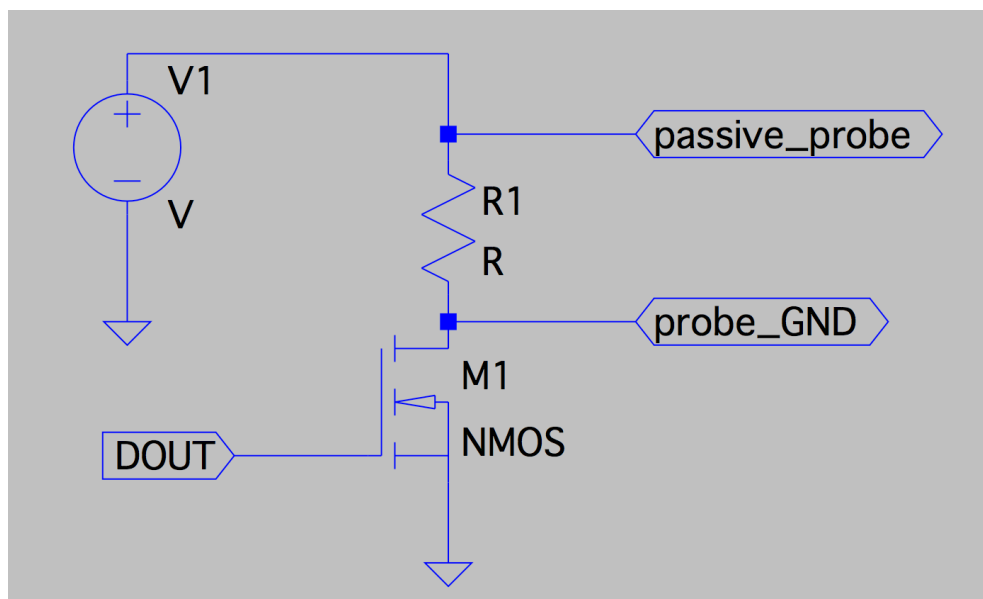 V1
V
passive_probe
R1
R
probe_GND
M1
NMOS
DOUT